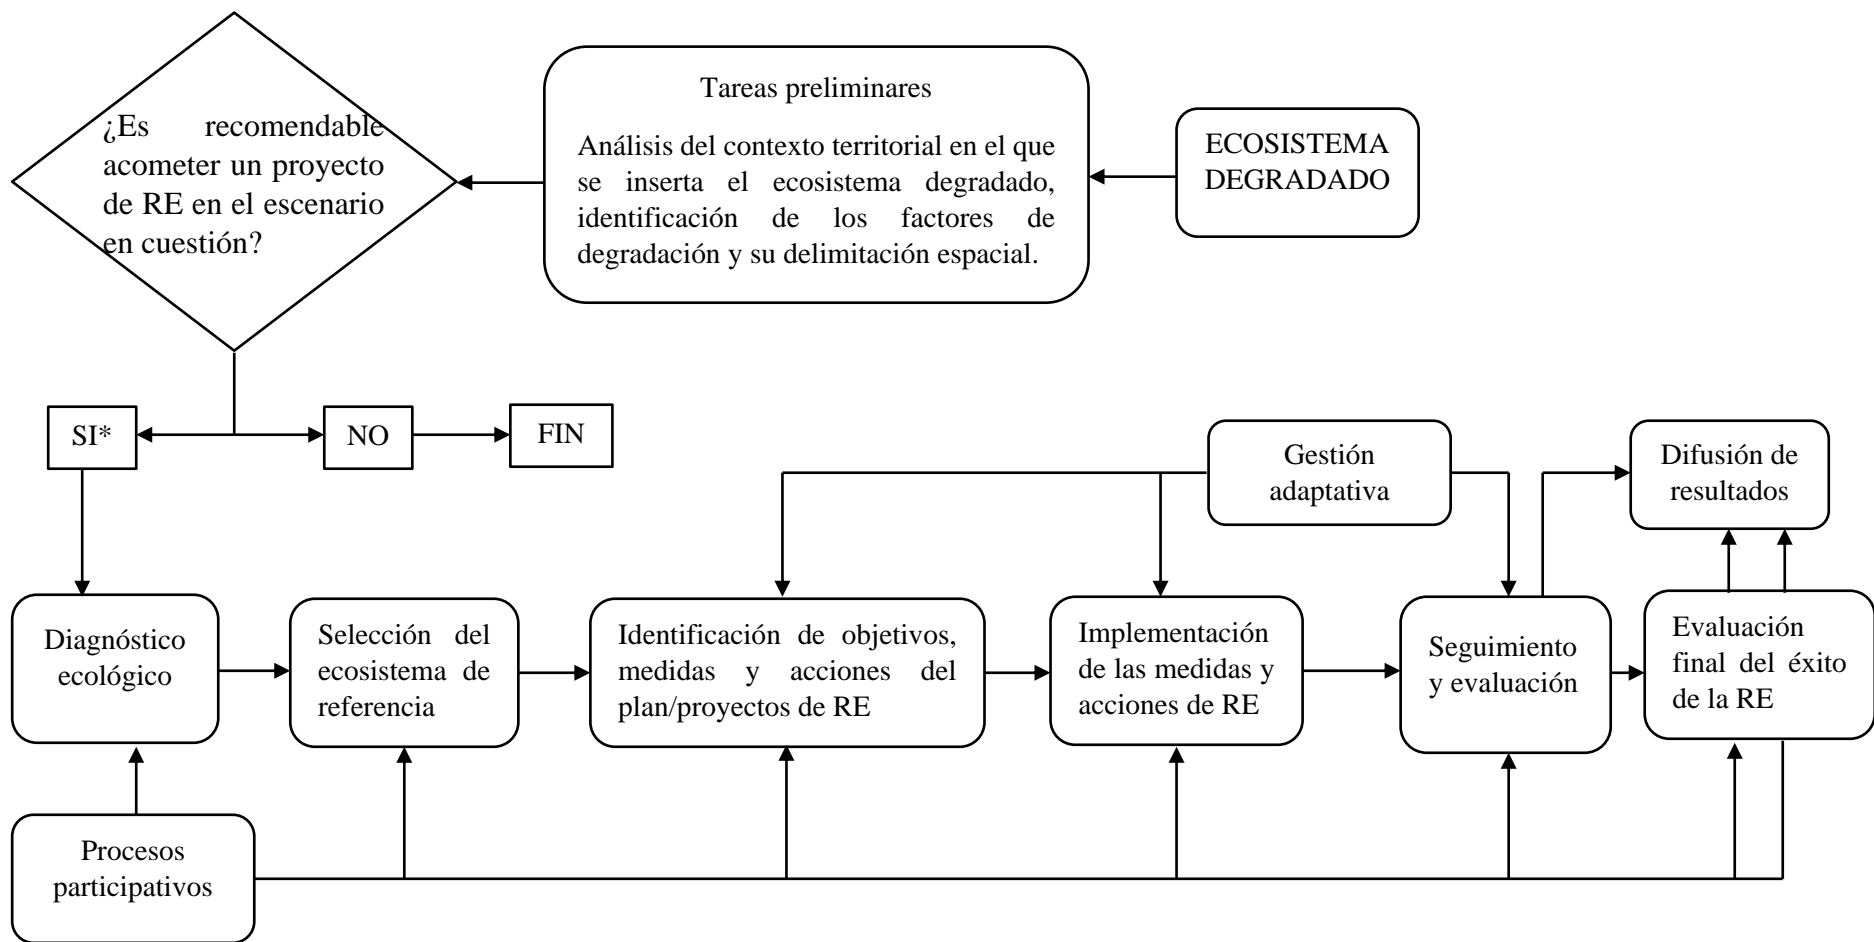 ¿Es recomendable
acometer un proyecto
de RE en el escenario
en cuestión?
Tareas preliminares
Análisis del contexto territorial en el que
se inserta el ecosistema degradado,
identificación de los factores de
degradación y su delimitación espacial.
ECOSISTEMA
DEGRADADO
SI*
NO
FIN
Gestión
adaptativa
Difusión de
resultados
Diagnóstico
ecológico
Selección del
ecosistema de
referencia
Identificación de objetivos,
medidas y acciones del
plan/proyectos de RE
Implementación
de las medidas y
acciones de RE
Seguimiento
y evaluación
Evaluación
final del éxito
de la RE
Procesos
participativos